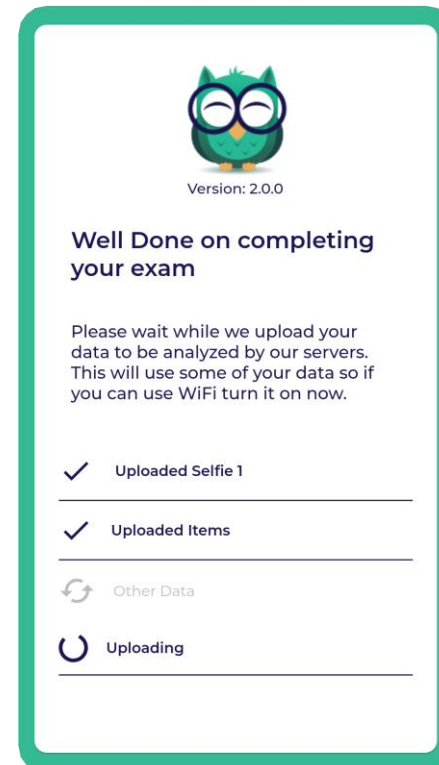 Version: 2.0.0
Well Done on completing
your exam
Please wait while we upload your
data to be analyzed by our servers.
This will use some of your data so if
you can use WiFi turn it on now.
Uploaded Selfie 1
Uploaded Items
Other Data
Uploading